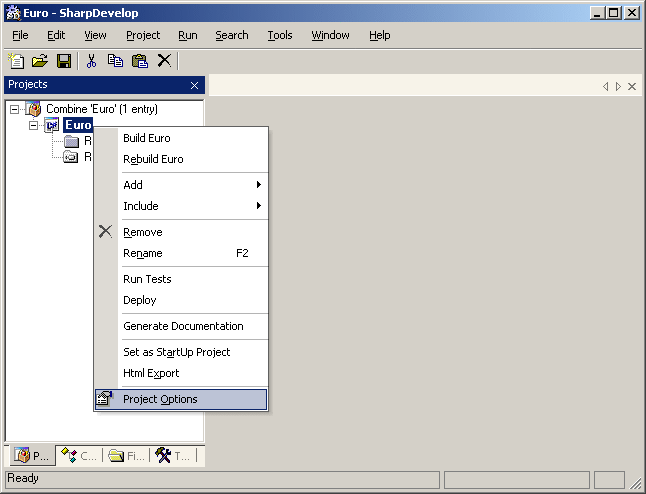 Euro - SharpDevelop
File Edit View Project Run Search Tools Window Help
Projects
Combine 'Euro' (1 entry)
Euro
R
R
Build Euro
Rebuild Euro
Add
Include
Remove
Rename F2
Run Tests
Deploy
Generate Documentation
Set as StartUp Project
Html Export
Project Options
P... C... Fi... T...
Ready